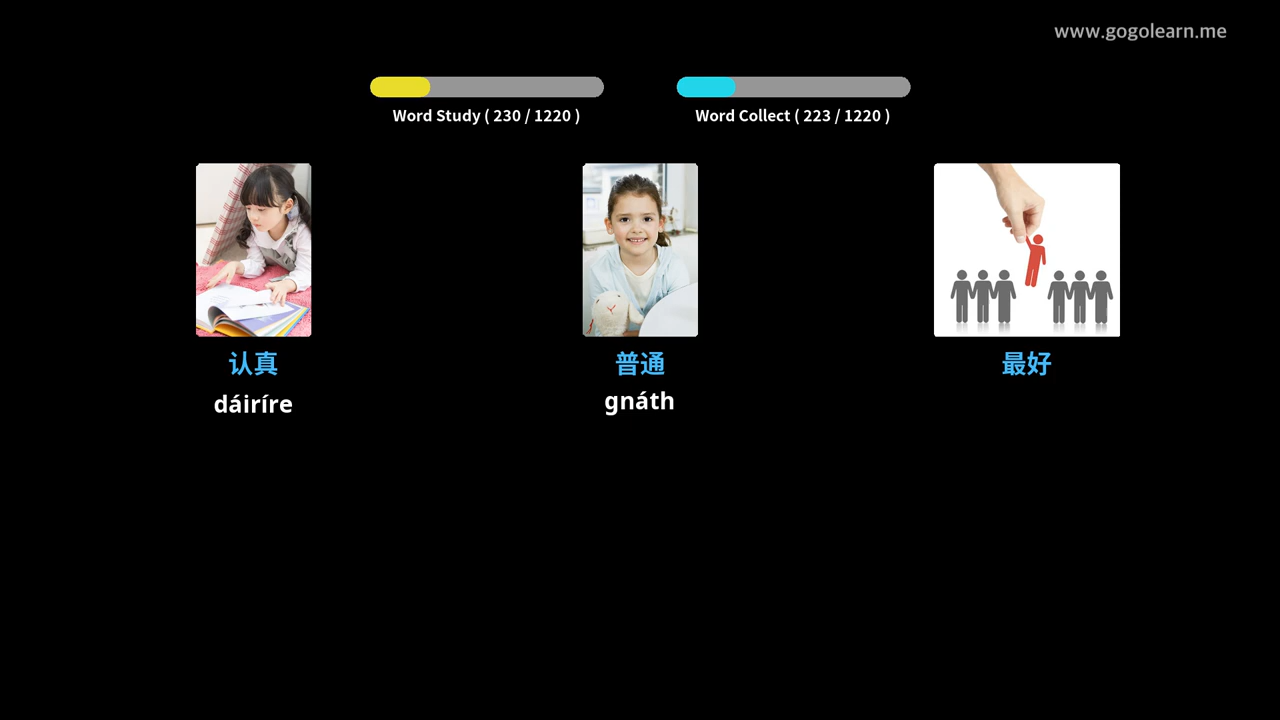 www.gogolearn.me
Word Study ( 230 / 1220 )
Word Collect ( 223 / 1220 )
认真
普通
最好
dáiríre
gnáth